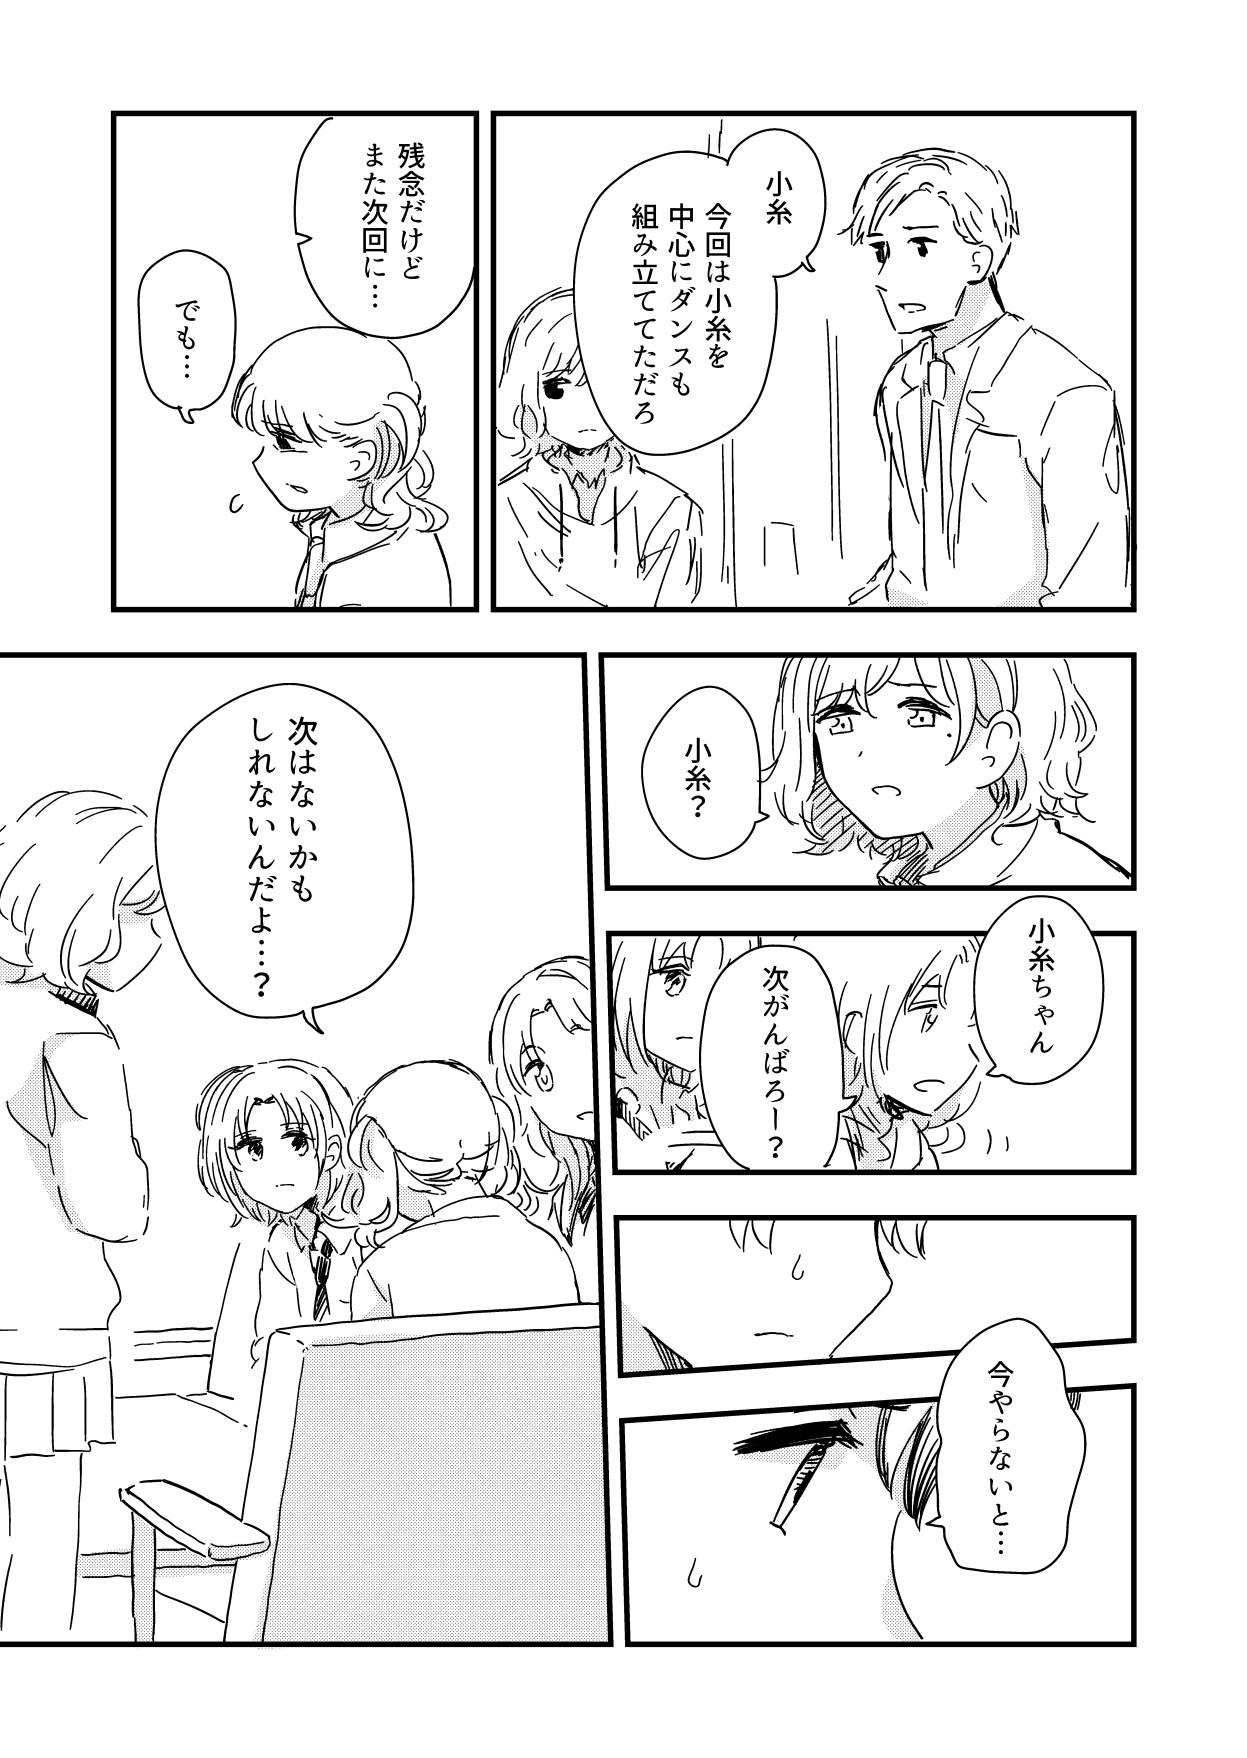 小糸
今回は小糸を
中心にダンスも
組み立ててただろ
残念だけど
また次回に…
でも…
小糸？
小糸ちゃん
次がんばろー？
今やらないと…
次はないかも
しれないんだよ…？